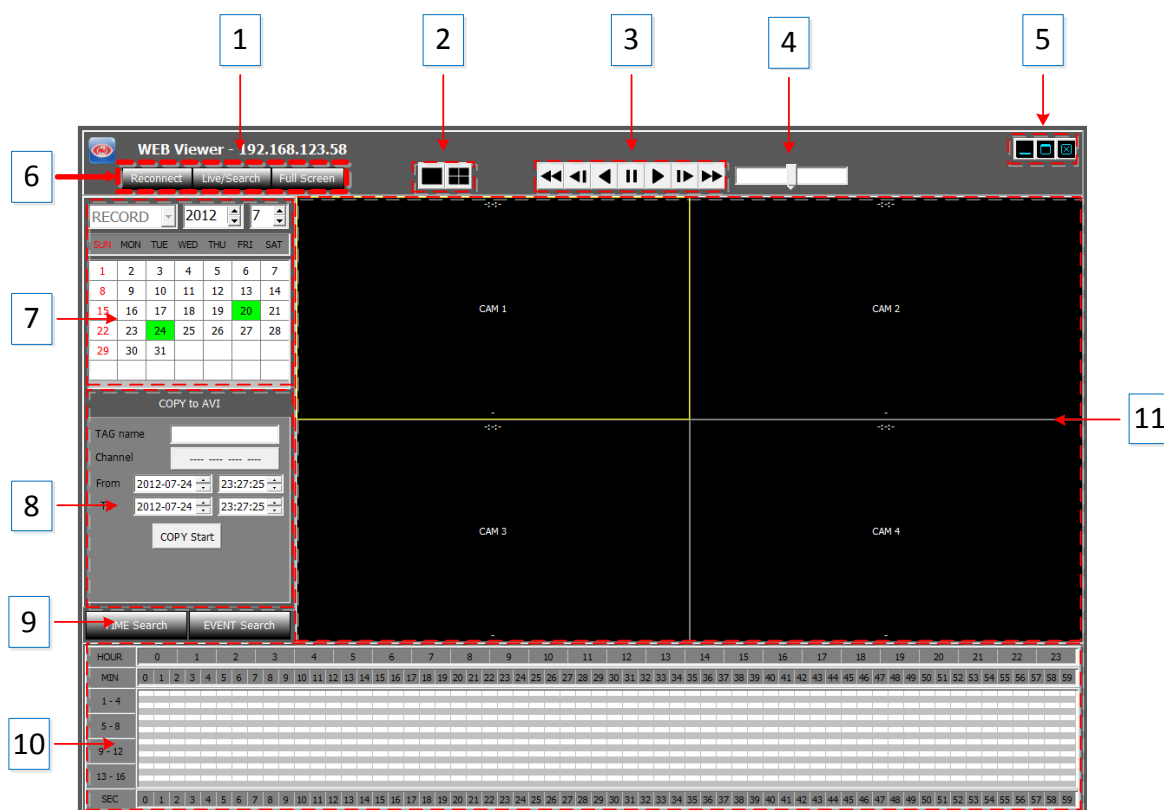 1 2 3 4 5
WEB Viewer - 192.168.123.58
6
Reconnect Live/Search Full Screen
RECORD 2012 7
-:-:- -:-:-
SUN MON TUE WED THU FRI SAT
1 2 3 4 5 6 7
8 9 10 11 12 13 14
15 16 17 18 19 20 21
22 23 24 25 26 27 28
29 30 31
7
CAM 1 CAM 2
- -
-:-:- -:-:-
11
COPY to AVI
TAG name
Channel ---- ---- ---- ----
From 2012-07-24 23:27:25
T 2012-07-24 23:27:25
8
COPY Start
CAM 3 CAM 4
- -
9
TIME Search EVENT Search
HOUR 0 1 2 3 4 5 6 7 8 9 10 11 12 13 14 15 16 17 18 19 20 21 22 23
MIN 0 1 2 3 4 5 6 7 8 9 10 11 12 13 14 15 16 17 18 19 20 21 22 23 24 25 26 27 28 29 30 31 32 33 34 35 36 37 38 39 40 41 42 43 44 45 46 47 48 49 50 51 52 53 54 55 56 57 58 59
1 - 4
5 - 8
10
9 - 12
13 - 16
SEC 0 1 2 3 4 5 6 7 8 9 10 11 12 13 14 15 16 17 18 19 20 21 22 23 24 25 26 27 28 29 30 31 32 33 34 35 36 37 38 39 40 41 42 43 44 45 46 47 48 49 50 51 52 53 54 55 56 57 58 59